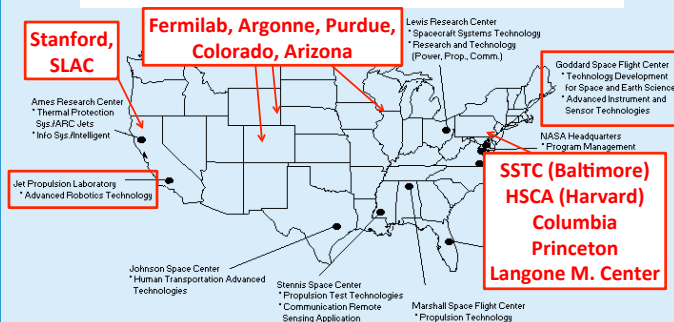 Stanford,
SLAC
Fermilab, Argonne, Purdue,
Colorado, Arizona
Lewis Research Center
* Spacecraft Systems Technology
* Research and Technology
(Power, Prop., Comm.)
Goddard Space Flight Center
* Technology Development
for Space and Earth Science
* Advanced Instrument and
Sensor Technologies
Ames Research Center
* Thermal Protection
Sys./ARC Jets
* Info Sys./Intelligent
NASA Headquarters
* Program Management
Jet Propulsion Laboratory
* Advanced Robotics Technology
SSTC (Baltimore)
HSCA (Harvard)
Columbia
Princeton
Langone M. Center
Johnson Space Center
* Human Transportation Advanced
Technologies
Stennis Space Center
* Propulsion Test Technologies
* Communication Remote
Sensing Application
Marshall Space Flight Center
* Propulsion Technology